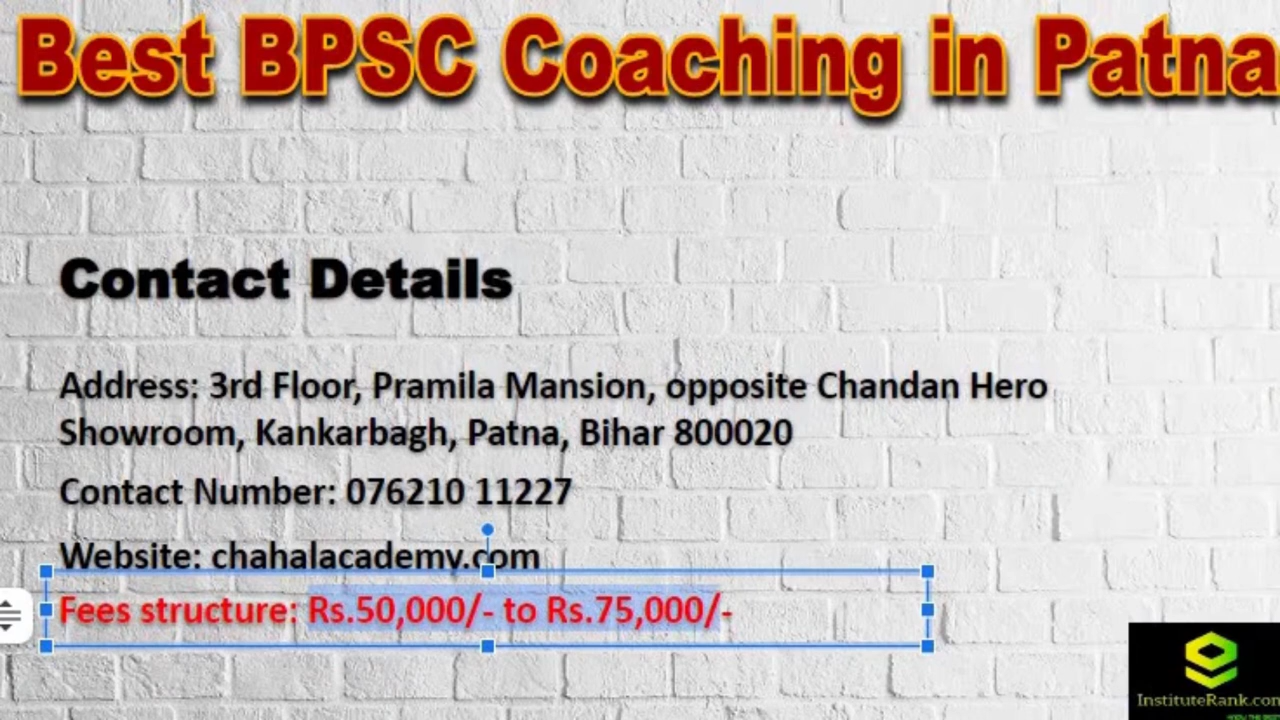 Best BPSC Coaching in Patna
Contact Details
Address: 3rd Floor, Pramila Mansion, opposite Chandan Hero
Showroom, Kankarbagh, Patna, Bihar 800020
Contact Number: 076210 11227
Website: chahalacademy.com
Fees structure: Rs.50,000/- to Rs.75,000/-
InstituteRank.com